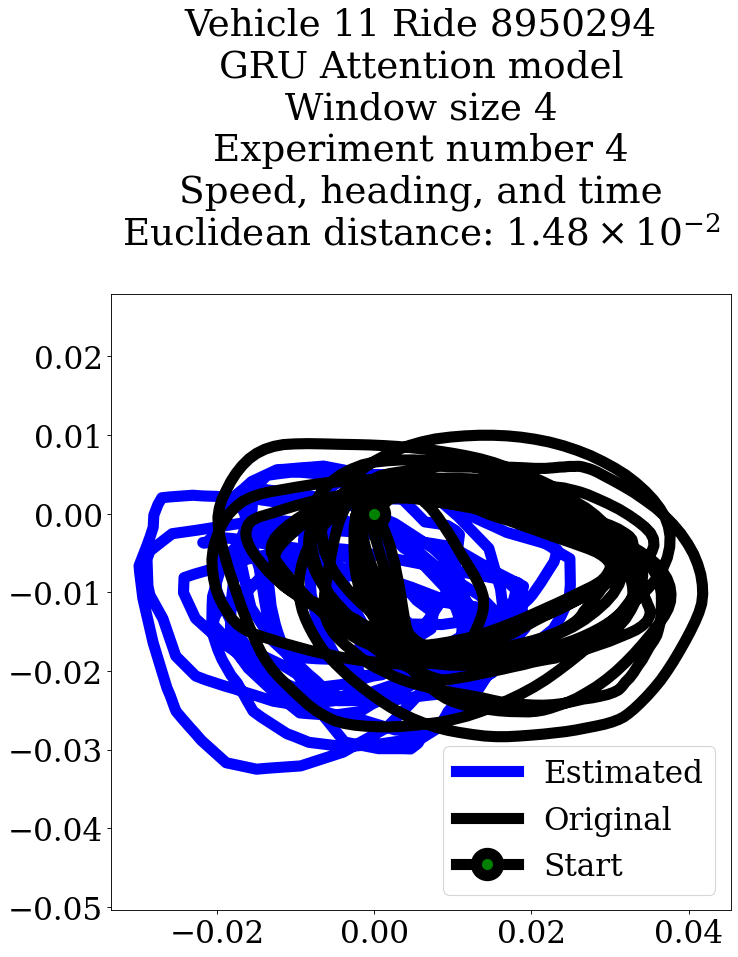 Vehicle 11 Ride 8950294
GRU Attention model
Window size 4
Experiment number 4
Speed, heading, and time
Euclidean distance: 1.48 × 10⁻²
0.02
0.01
0.00
−0.01
−0.02
−0.03
−0.04
−0.05
Estimated
Original
Start
−0.02 0.00 0.02 0.04